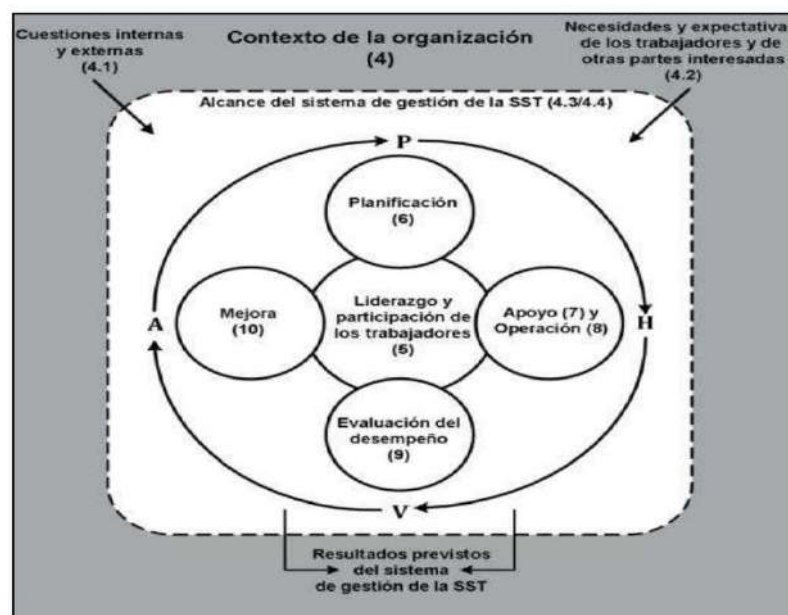 Cuestiones internas
y externas
(4.1)
Contexto de la organización
(4)
Necesidades y expectativa
de los trabajadores y de
otras partes interesadas
(4.2)
Alcance del sistema de gestión de la SST (4.3/4.4)
P
Planificación
(6)
A
Mejora
(10)
Liderazgo y
participación de
los trabajadores
(5)
Apoyo (7) y
Operación (8)
H
Evaluación del
desempeño
(9)
V
Resultados previstos
del sistema
de gestión de la SST